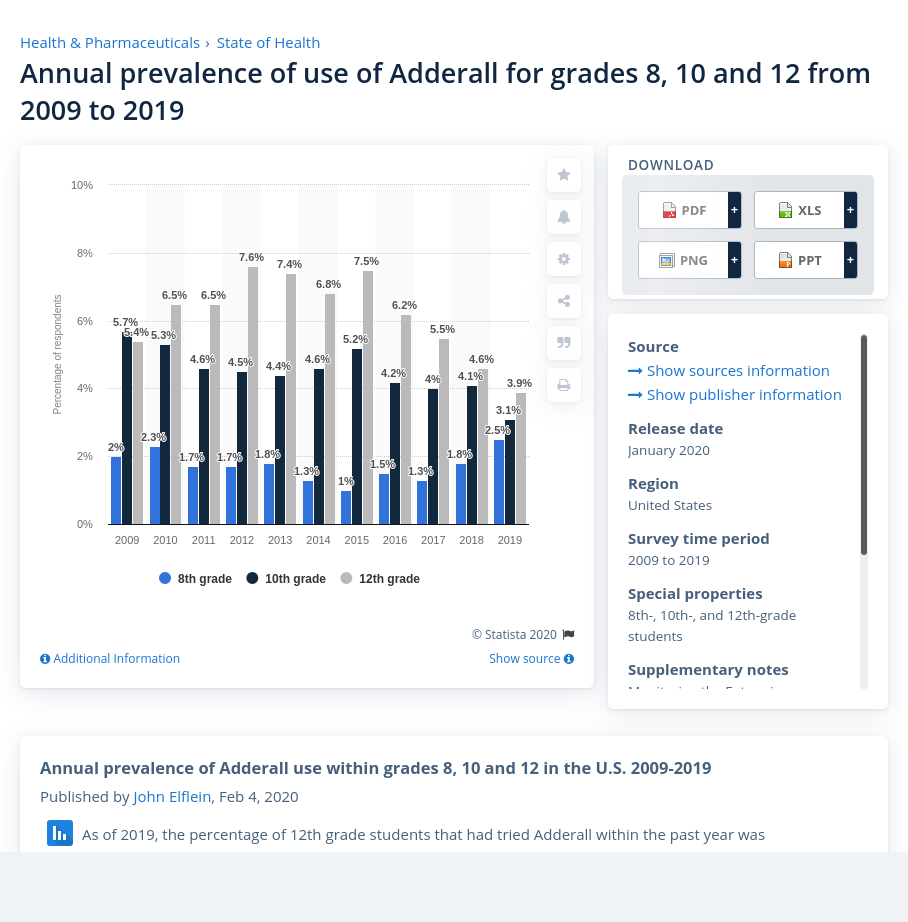 Health & Pharmaceuticals › State of Health
Annual prevalence of use of Adderall for grades 8, 10 and 12 from
2009 to 2019
Percentage of respondents
10%
8%
6%
4%
2%
0%
2% 5.7% 5.4%
2.3% 5.3% 6.5%
1.7% 4.6% 6.5%
1.7% 4.5% 7.6%
1.8% 4.4% 7.4%
1.3% 4.6% 6.8%
1% 5.2% 7.5%
1.5% 4.2% 6.2%
1.3% 4% 5.5%
1.8% 4.1% 4.6%
2.5% 3.1% 3.9%
2009 2010 2011 2012 2013 2014 2015 2016 2017 2018 2019
8th grade 10th grade 12th grade
© Statista 2020
Additional Information Show source
DOWNLOAD
PDF + XLS +
PNG + PPT +
Source
Show sources information
Show publisher information
Release date
January 2020
Region
United States
Survey time period
2009 to 2019
Special properties
8th-, 10th-, and 12th-grade
students
Supplementary notes
Annual prevalence of Adderall use within grades 8, 10 and 12 in the U.S. 2009-2019
Published by John Elflein, Feb 4, 2020
As of 2019, the percentage of 12th grade students that had tried Adderall within the past year was